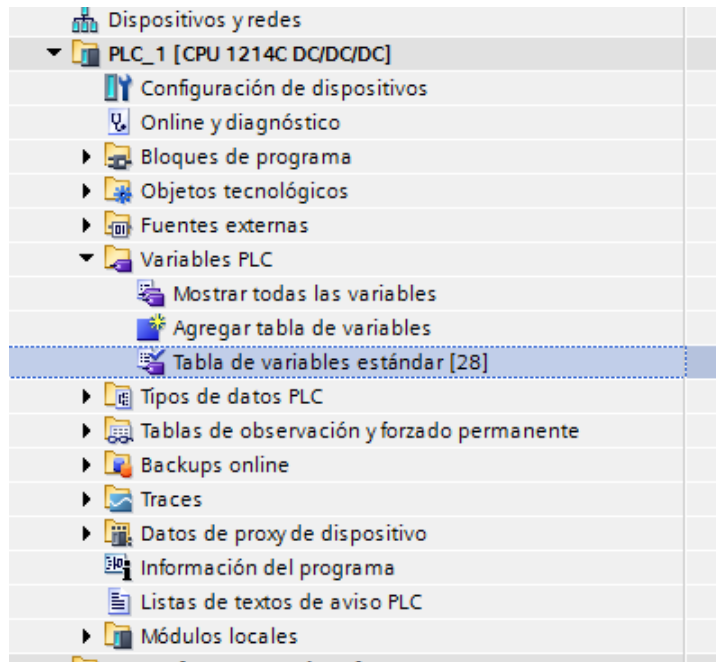 Dispositivos y redes
PLC_1 [CPU 1214C DC/DC/DC]
Configuración de dispositivos
Online y diagnóstico
Bloques de programa
Objetos tecnológicos
Fuentes externas
Variables PLC
Mostrar todas las variables
Agregar tabla de variables
Tabla de variables estándar [28]
Tipos de datos PLC
Tablas de observación y forzado permanente
Backups online
Traces
Datos de proxy de dispositivo
Información del programa
Listas de textos de aviso PLC
Módulos locales